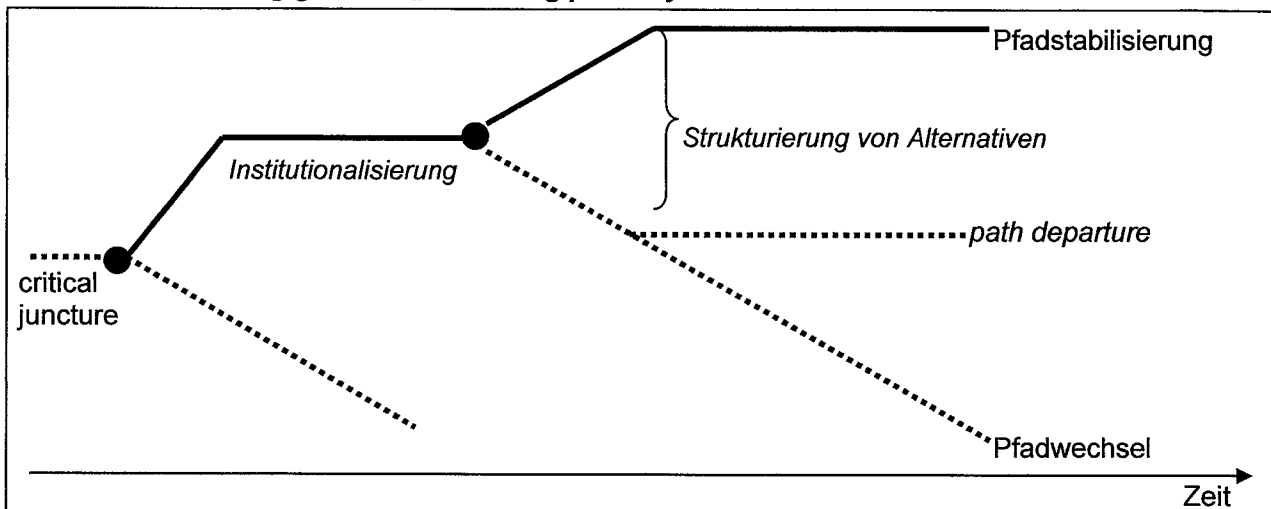 Pfadstabilisierung
Strukturierung von Alternativen
Institutionalisierung
path departure
critical
juncture
Pfadwechsel
Zeit